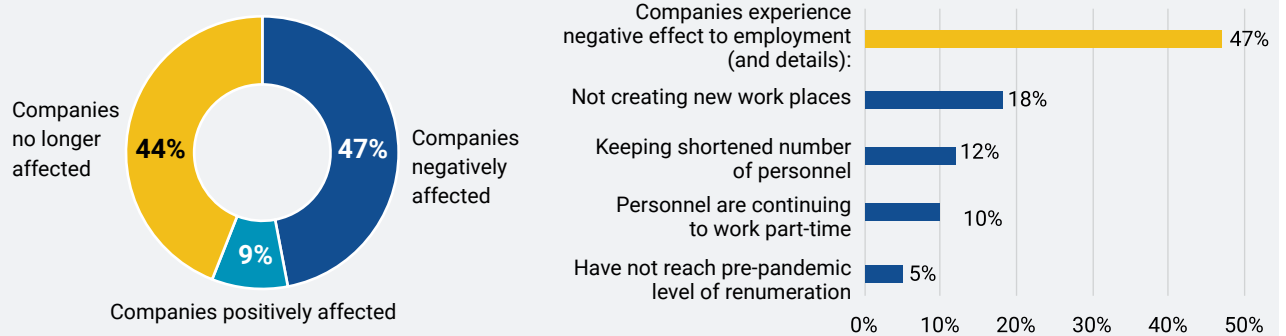 Companies
no longer
affected
44%
47%
Companies
negatively
affected
9%
Companies positively affected
Companies experience
negative effect to employment
(and details):
47%
Not creating new work places
18%
Keeping shortened number
of personnel
12%
Personnel are continuing
to work part-time
10%
Have not reach pre-pandemic
level of renumeration
5%
0% 10% 20% 30% 40% 50%